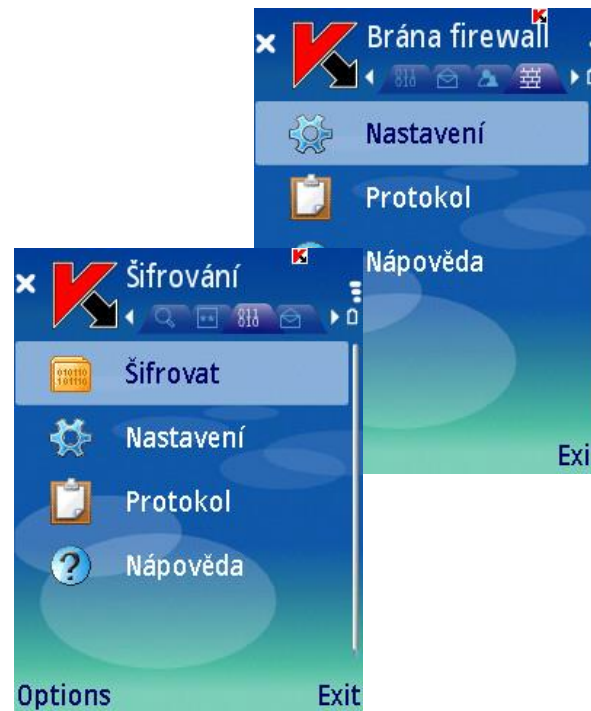 Brána firewall
Nastavení
Protokol
Nápověda
Exi
Šifrování
Šifrovat
Nastavení
Protokol
Nápověda
Options
Exit